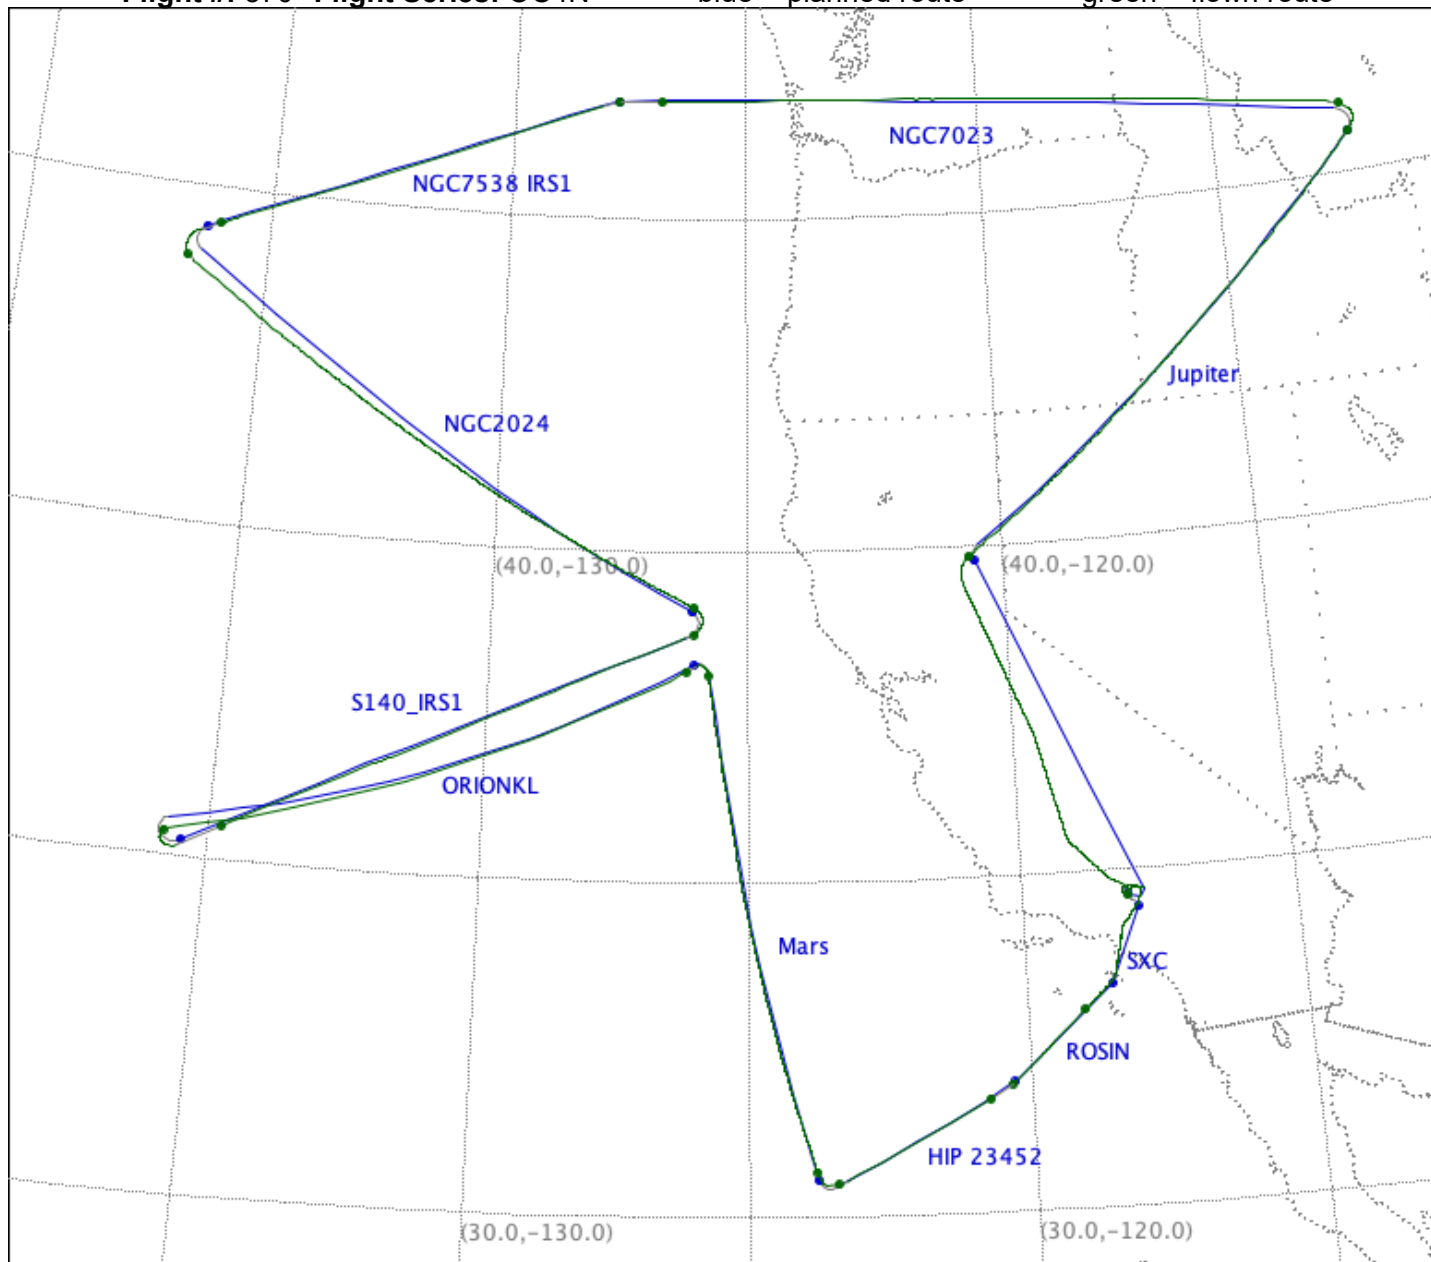 NGC7023
NGC7538 IRS1
Jupiter
NGC2024
(40.0,-130.0)
(40.0,-120.0)
S140_IRS1
ORIONKL
Mars
SXC
ROSIN
HIP 23452
(30.0,-130.0)
(30.0,-120.0)